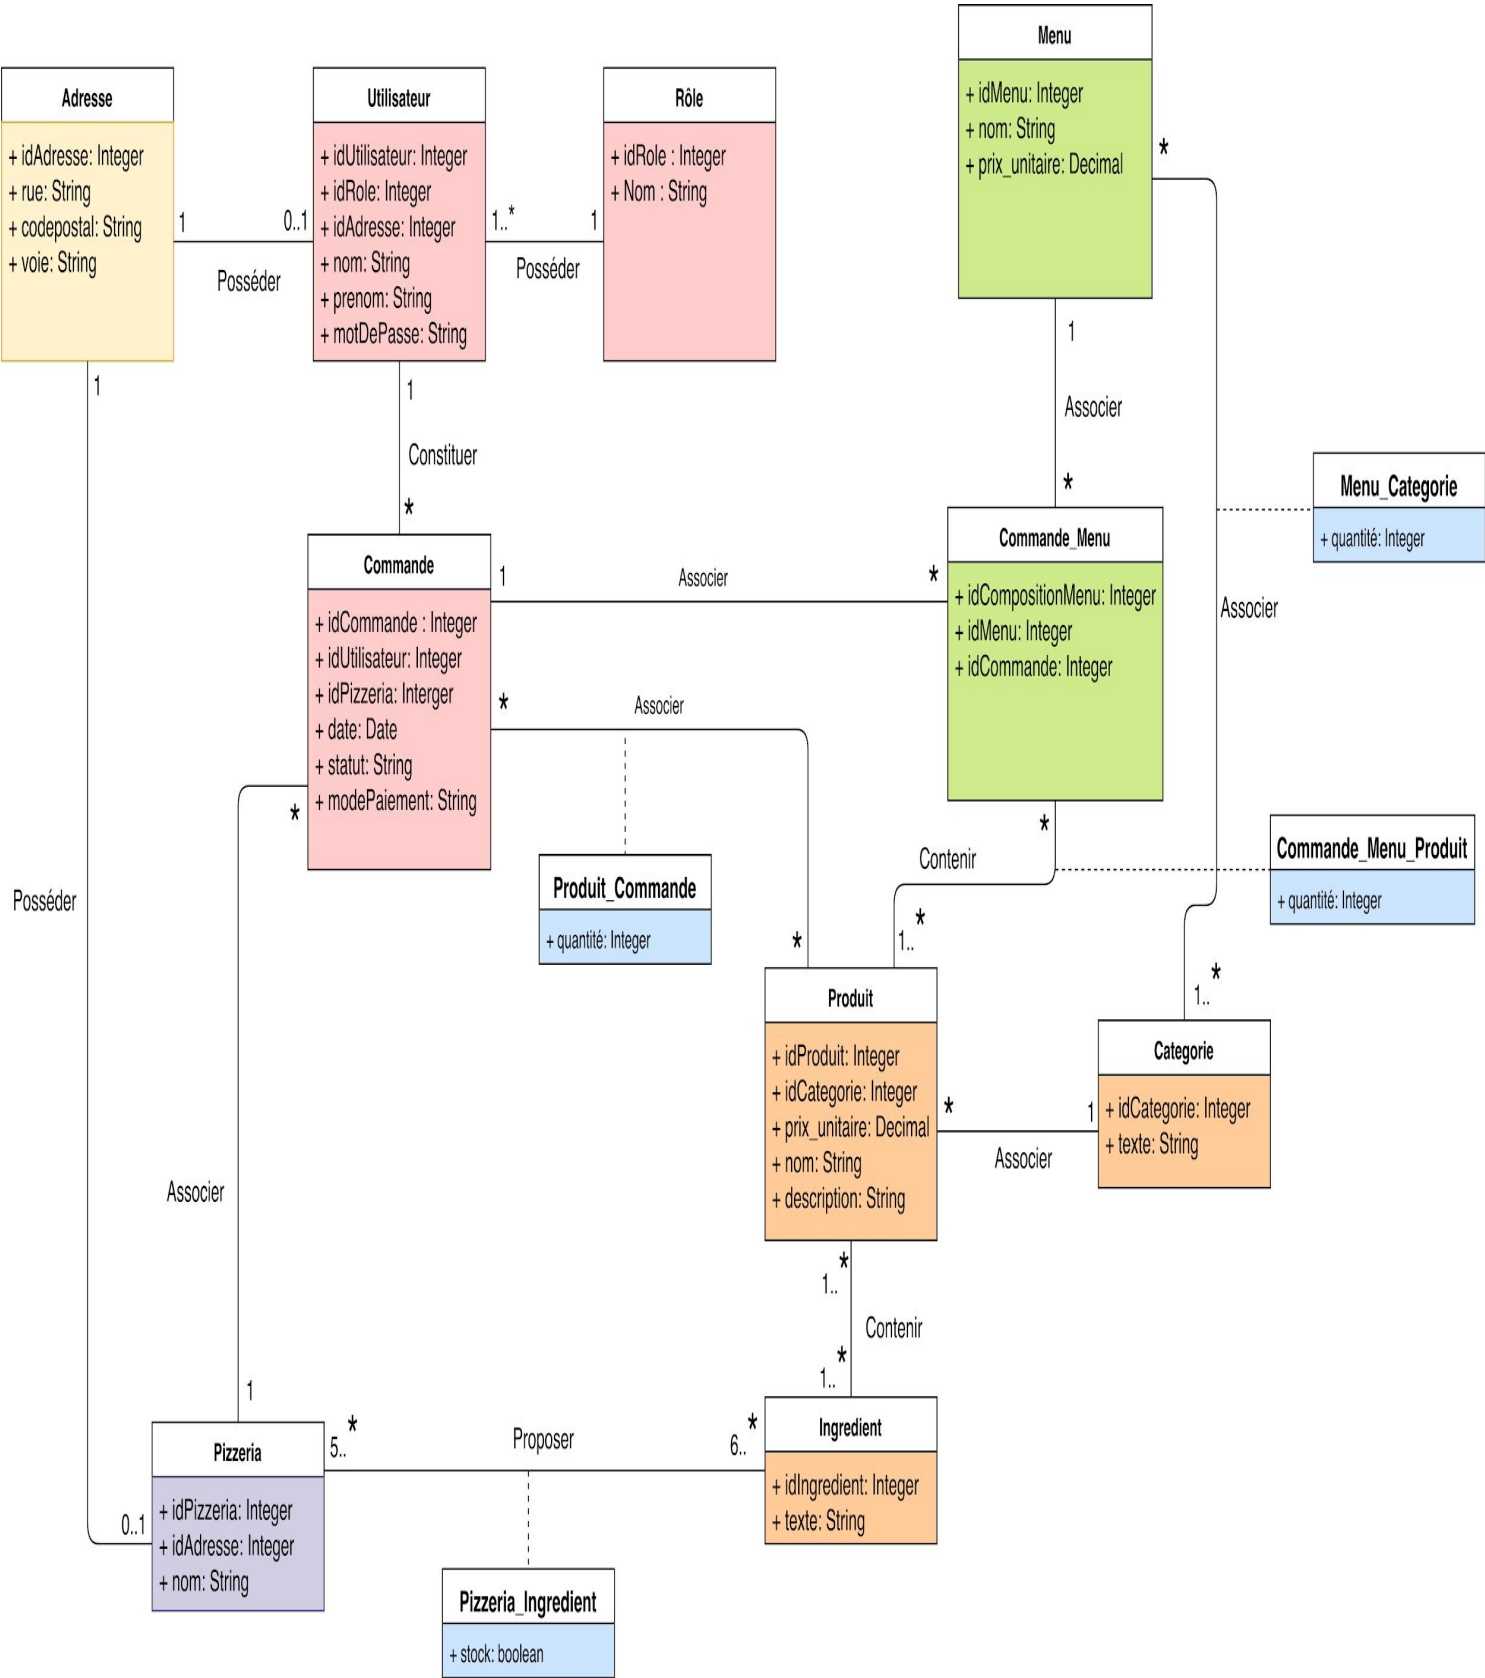 Menu
+ idMenu: Integer
+ nom: String
+ prix_unitaire: Decimal
*
Adresse
+ idAdresse: Integer
+ rue: String
+ codepostal: String
+ voie: String
1
0..1
Posséder
Utilisateur
+ idUtilisateur: Integer
+ idRole: Integer
+ idAdresse: Integer
+ nom: String
+ prenom: String
+ motDePasse: String
1..*
1
Posséder
Rôle
+ idRole : Integer
+ Nom : String
1
1
Constituer
*
1
Associer
*
Menu_Categorie
+ quantité: Integer
Associer
Commande
+ idCommande : Integer
+ idUtilisateur: Integer
+ idPizzeria: Interger
+ date: Date
+ statut: String
+ modePaiement: String
1
Associer
*
Commande_Menu
+ idCompositionMenu: Integer
+ idMenu: Integer
+ idCommande: Integer
*
Associer
*
*
Contenir
1..*
Commande_Menu_Produit
+ quantité: Integer
Posséder
Produit_Commande
+ quantité: Integer
*
1..*
Produit
+ idProduit: Integer
+ idCategorie: Integer
+ prix_unitaire: Decimal
+ nom: String
+ description: String
*
1
Associer
Categorie
+ idCategorie: Integer
+ texte: String
Associer
1..*
Contenir
1..*
1
Pizzeria
+ idPizzeria: Integer
+ idAdresse: Integer
+ nom: String
0..1
5..*
Proposer
6..*
Ingredient
+ idIngredient: Integer
+ texte: String
Pizzeria_Ingredient
+ stock: boolean